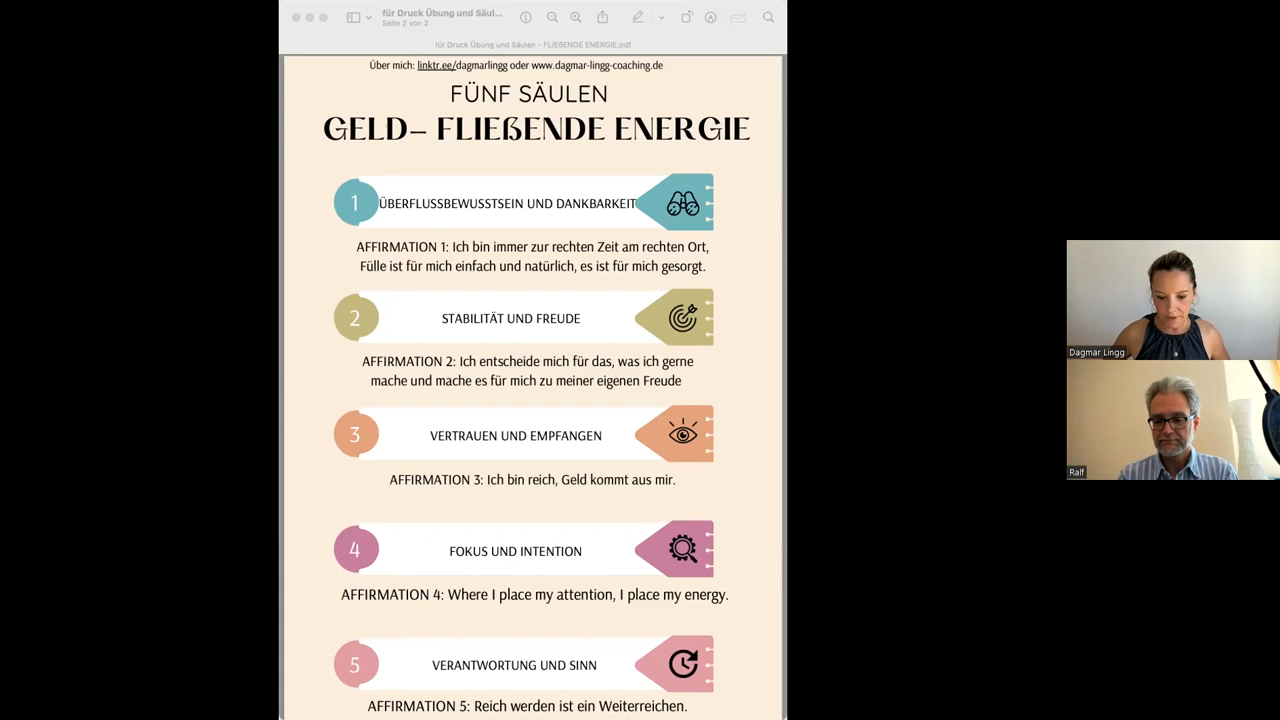 für Druck Übung und Säul...
Seite 2 von 2
für Druck Übung und Säulen - FLIEßENDE ENERGIE.pdf
Über mich: linktr.ee/dagmarlingg oder www.dagmar-lingg-coaching.de
FÜNF SÄULEN
GELD– FLIEßENDE ENERGIE
1
ÜBERFLUSSBEWUSSTSEIN UND DANKBARKEIT
AFFIRMATION 1: Ich bin immer zur rechten Zeit am rechten Ort,
Fülle ist für mich einfach und natürlich, es ist für mich gesorgt.
2
STABILITÄT UND FREUDE
AFFIRMATION 2: Ich entscheide mich für das, was ich gerne
mache und mache es für mich zu meiner eigenen Freude
3
VERTRAUEN UND EMPFANGEN
AFFIRMATION 3: Ich bin reich, Geld kommt aus mir.
4
FOKUS UND INTENTION
AFFIRMATION 4: Where I place my attention, I place my energy.
5
VERANTWORTUNG UND SINN
AFFIRMATION 5: Reich werden ist ein Weiterreichen.
Dagmar Lingg
Ralf